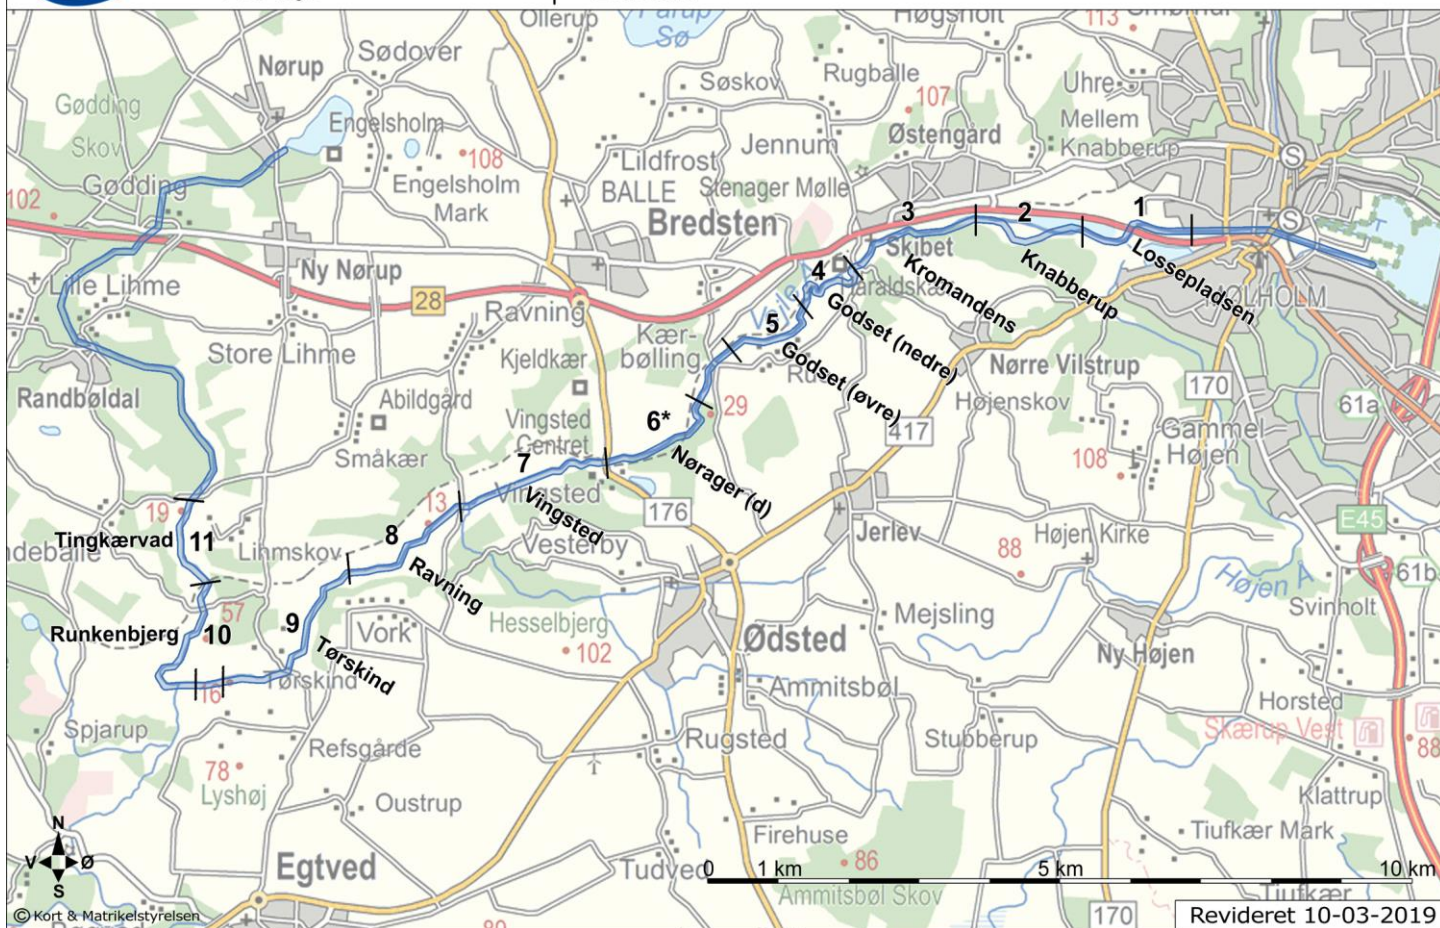 Ollerup
Sø
Høgsholt
113
Sødover
Nørup
Søskov
Rugballe
Uhre
107
Gødding
Skov
Engelsholm
Mellem
Knabberup
Østengård
Jennum
108
Lildfrost
BALLE
Gødding
Engelsholm
Mark
Stenager Mølle
102
Bredsten
3
2
1
S
S
Skibet
Ny Nørup
4
Lille Lihme
Kromandens
Knabberup
Lossepladsen
28
Ravning
Godset (nedre)
Kær-
bølling
5
Godset (øvre)
Store Lihme
Kjeldkær
Nørre Vilstrup
170
Randbøldal
Abildgård
29
Højenskov
61a
Vingsted
Centret
6*
417
Gammel
Højen
Småkær
7
Nørager (d)
108
Vingsted
Vingsted
19
13
176
E45
Tingkærvad
11
Lihmskov
8
Vesterby
Jerlev
Højen Kirke
88
Ravning
Højen Å
61b
Svinholt
57
Runkenbjerg
10
9
Vork
Hesselbjerg
102
Mejsling
Ødsted
Ny Højen
Tørskind
Tørskind
16
Ammitsbøl
Horsted
Spjarup
Refsgårde
Rugsted
Stubberup
Skærup Vest
88
78
Lyshøj
Oustrup
Klattrup
N
V
Ø
S
Firehuse
Tiufkær Mark
Egtved
Tudved
86
0
1 km
5 km
10 km
Ammitsbøl Skov
Tiufkær
© Kort & Matrikelstyrelsen
170
Revideret 10-03-2019